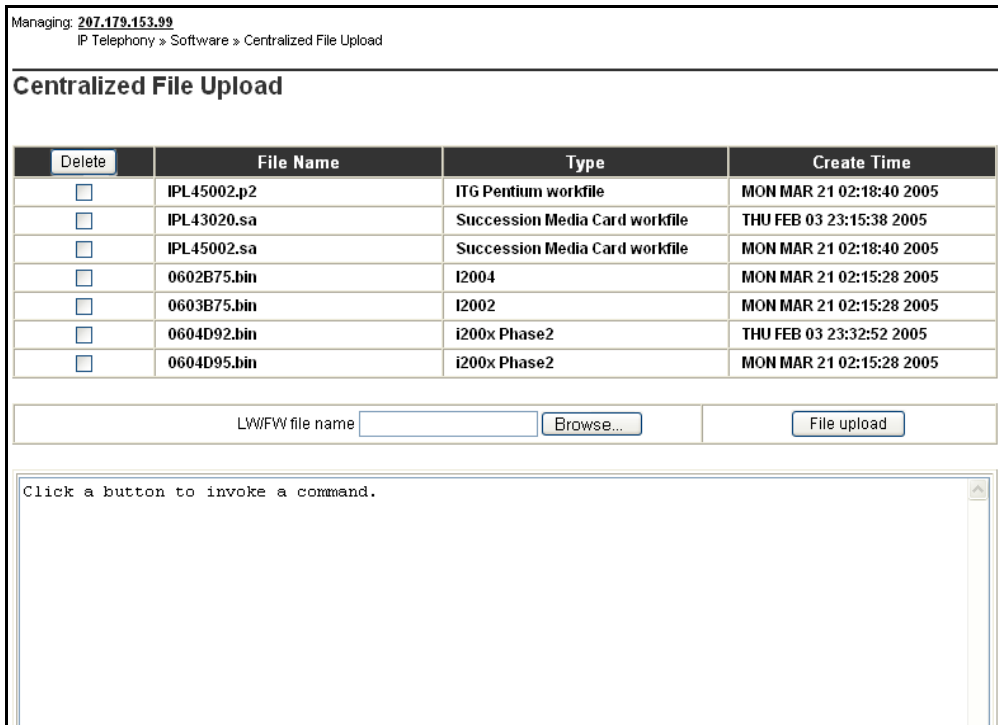 Managing: 207.179.153.99
IP Telephony » Software » Centralized File Upload
Centralized File Upload
Delete File Name Type Create Time
IPL45002.p2 ITG Pentium workfile MON MAR 21 02:18:40 2005
IPL43020.sa Succession Media Card workfile THU FEB 03 23:15:38 2005
IPL45002.sa Succession Media Card workfile MON MAR 21 02:18:40 2005
0602B75.bin I2004 MON MAR 21 02:15:28 2005
0603B75.bin I2002 MON MAR 21 02:15:28 2005
0604D92.bin i200x Phase2 THU FEB 03 23:32:52 2005
0604D95.bin i200x Phase2 MON MAR 21 02:15:28 2005
LW/FW file name Browse... File upload
Click a button to invoke a command.